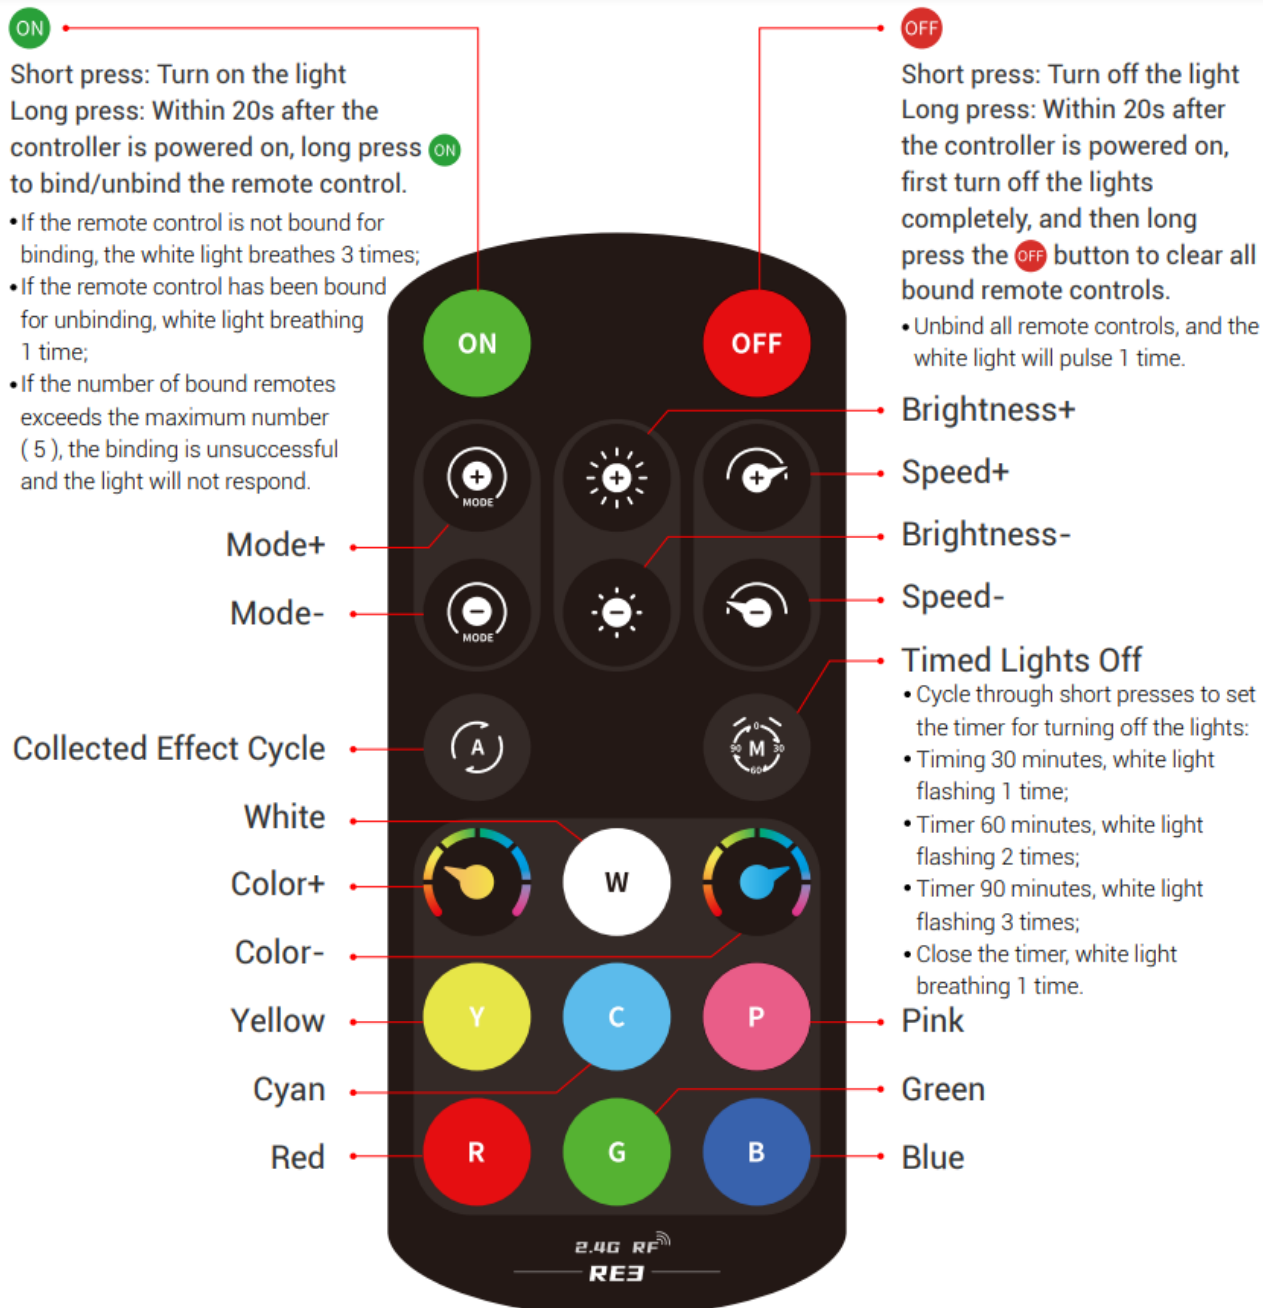 ON
Short press: Turn on the light
Long press: Within 20s after the
controller is powered on, long press ON
to bind/unbind the remote control.
•If the remote control is not bound for
binding, the white light breathes 3 times;
•If the remote control has been bound
for unbinding, white light breathing
1 time;
•If the number of bound remotes
exceeds the maximum number
( 5 ), the binding is unsuccessful
and the light will not respond.
Mode+
Mode-
Collected Effect Cycle
White
Color+
Color-
Yellow
Cyan
Red
ON
OFF
MODE
MODE
A
0
90 M 30
60
W
Y
C
P
R
G
B
2.4G RF
RE3
OFF
Short press: Turn off the light
Long press: Within 20s after
the controller is powered on,
first turn off the lights
completely, and then long
press the OFF button to clear all
bound remote controls.
• Unbind all remote controls, and the
white light will pulse 1 time.
Brightness+
Speed+
Brightness-
Speed-
Timed Lights Off
• Cycle through short presses to set
the timer for turning off the lights:
• Timing 30 minutes, white light
flashing 1 time;
• Timer 60 minutes, white light
flashing 2 times;
• Timer 90 minutes, white light
flashing 3 times;
• Close the timer, white light
breathing 1 time.
Pink
Green
Blue